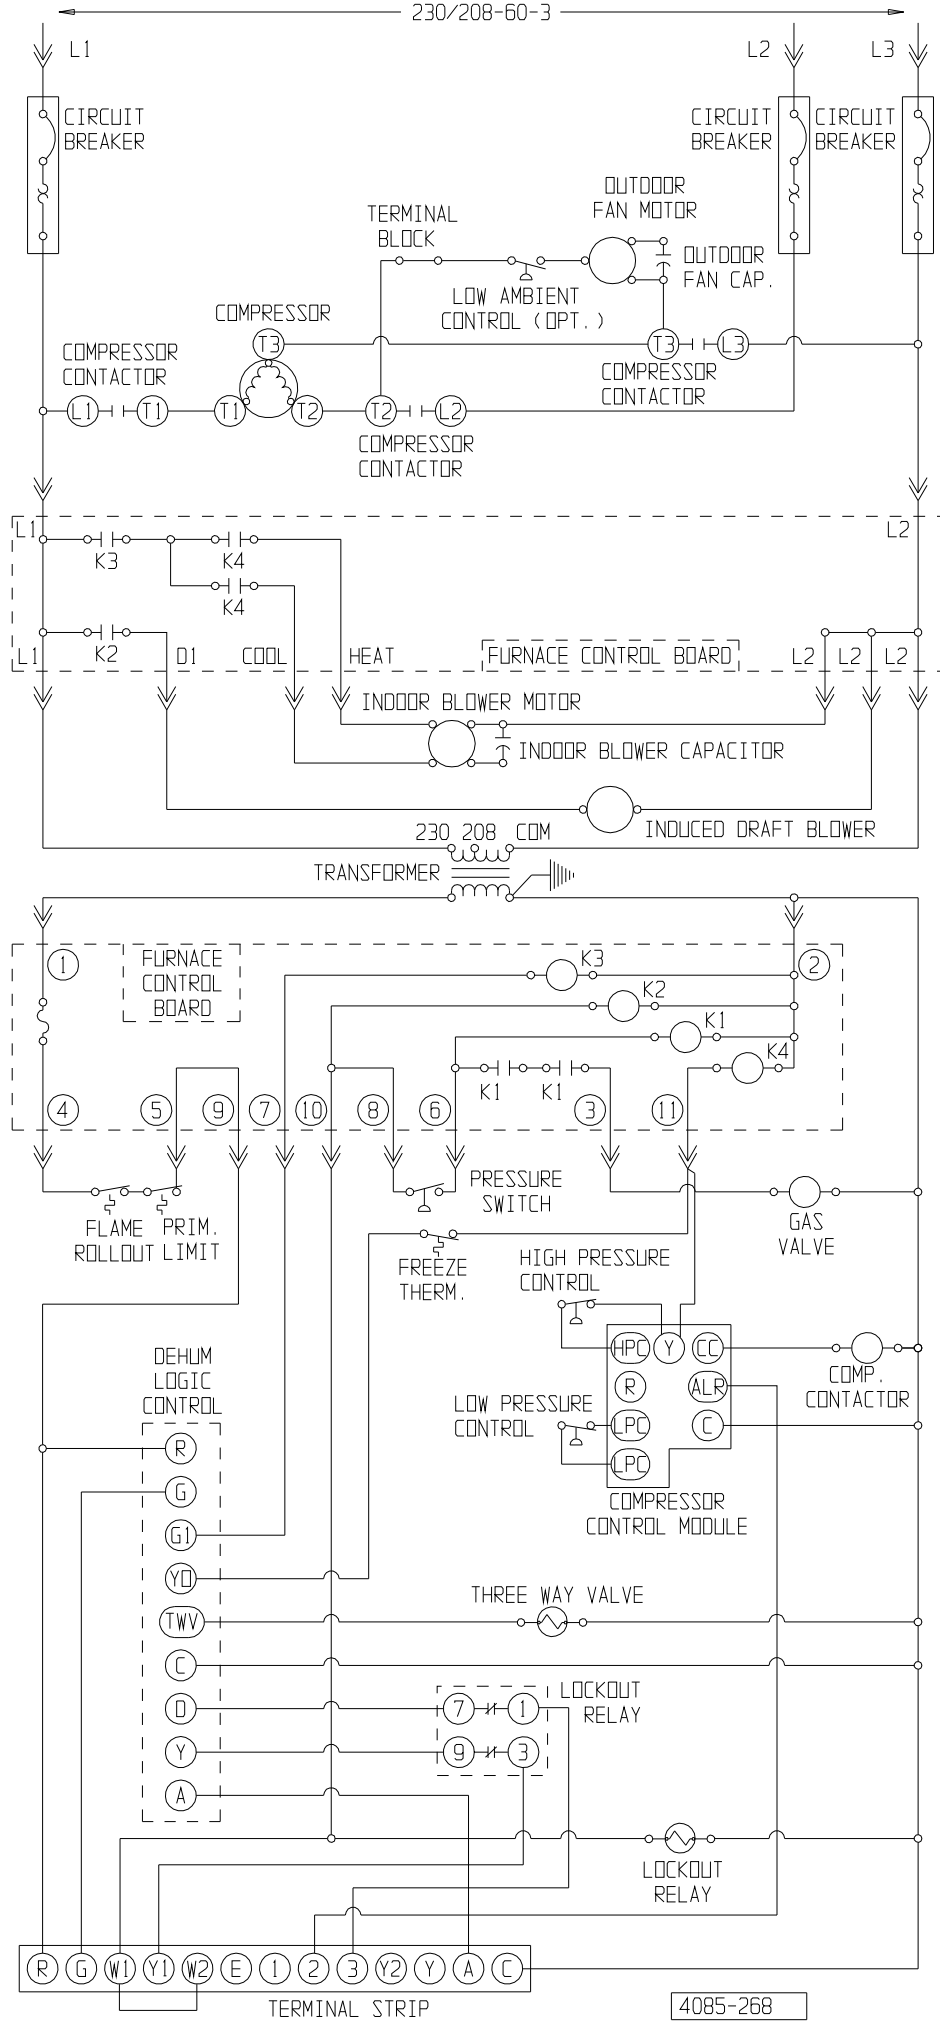 230/208-60-3
L1
L2
L3
CIRCUIT
BREAKER
CIRCUIT
BREAKER
CIRCUIT
BREAKER
OUTDOOR
FAN MOTOR
TERMINAL
BLOCK
OUTDOOR
FAN CAP.
LOW AMBIENT
CONTROL (OPT.)
COMPRESSOR
T3
T3
L3
COMPRESSOR
CONTACTOR
COMPRESSOR
CONTACTOR
L1
T1
T1
T2
T2
L2
COMPRESSOR
CONTACTOR
L1
L2
K3
K4
K4
K2
L1
D1
COOL
HEAT
FURNACE CONTROL BOARD
L2
L2
L2
INDOOR BLOWER MOTOR
INDOOR BLOWER CAPACITOR
INDUCED DRAFT BLOWER
230 208 COM
TRANSFORMER
1
FURNACE
CONTROL
BOARD
K3
2
K2
K1
K4
K1
K1
4
5
9
7
10
8
6
3
11
PRESSURE
SWITCH
FLAME
ROLLOUT
PRIM.
LIMIT
GAS
VALVE
FREEZE
THERM.
HIGH PRESSURE
CONTROL
HPC
Y
CC
COMP.
CONTACTOR
DEHUM
LOGIC
CONTROL
R
ALR
LOW PRESSURE
CONTROL
LPC
C
LPC
COMPRESSOR
CONTROL MODULE
R
G
G1
YO
THREE WAY VALVE
TWV
C
D
7
1
LOCKOUT
RELAY
Y
9
3
A
LOCKOUT
RELAY
R
G
W1
Y1
W2
E
1
2
3
Y2
Y
A
C
TERMINAL STRIP
4085-268